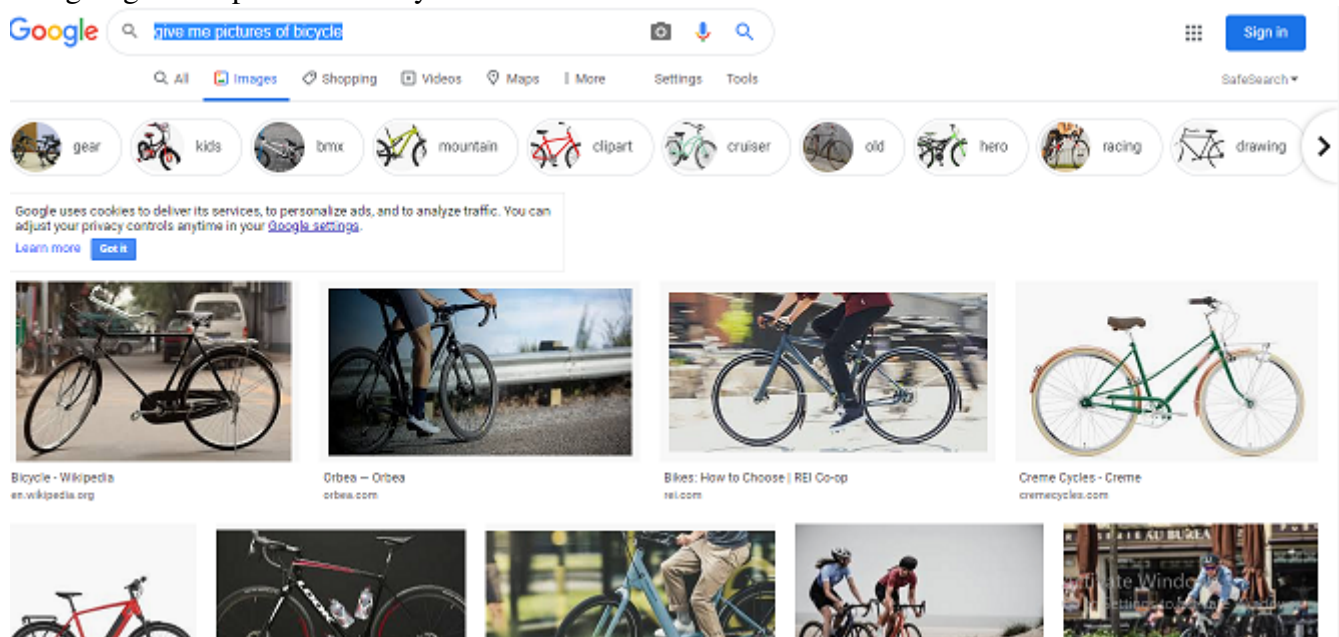 Google
give me pictures of bicycle
Sign in
All
Images
Shopping
Videos
Maps
More
Settings
Tools
SafeSearch
gear
kids
bmx
mountain
clipart
cruiser
old
hero
racing
drawing
Google uses cookies to deliver its services, to personalize ads, and to analyze traffic. You can
adjust your privacy controls anytime in your Google settings.
Learn more
Got it
Bicycle - Wikipedia
en.wikipedia.org
Orbea – Orbea
orbea.com
Bikes: How to Choose | REI Co-op
rei.com
Creme Cycles - Creme
cremecycles.com
LOOK
AU BUREAU